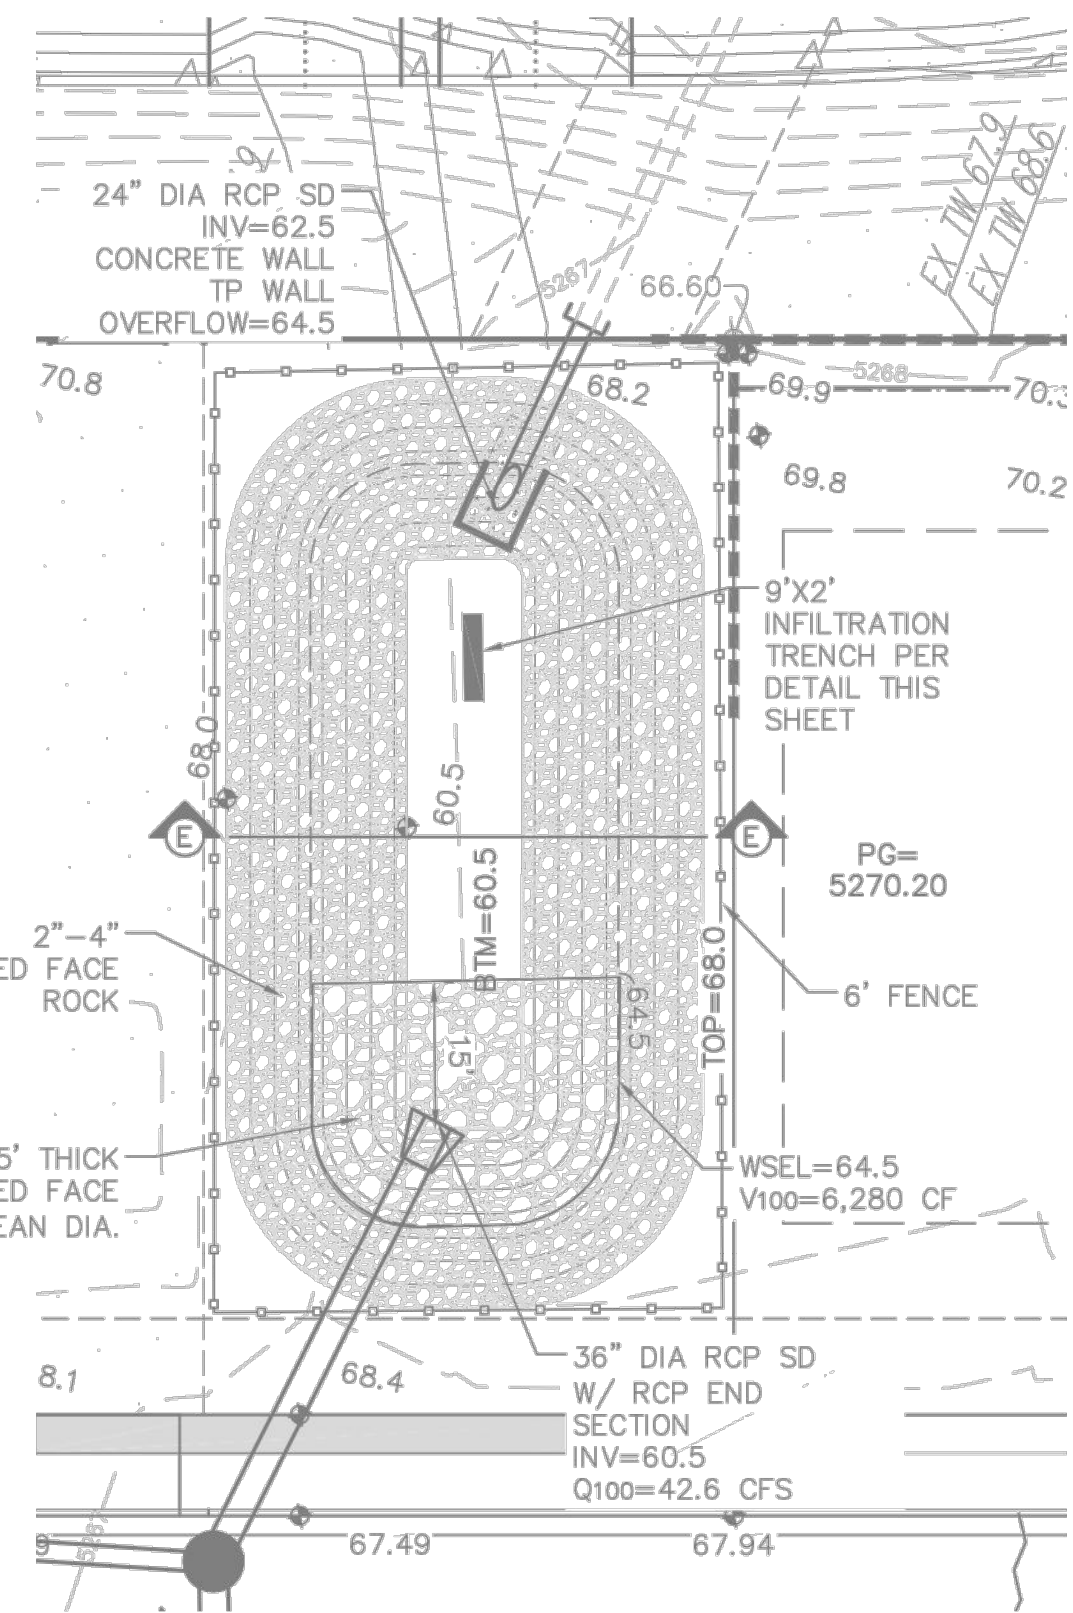 9
24" DIA RCP SD
INV=62.5
CONCRETE WALL
TP WALL
OVERFLOW=64.5
5267
66.60
EX TW 67.9
EX TW 68.6
70.8
68.2
69.9
5268
70.3
69.8
70.2
9'X2'
INFILTRATION
TRENCH PER
DETAIL THIS
SHEET
68.0
60.5
E
E
PG=
5270.20
BTM=60.5
2"-4"
ED FACE
ROCK
TOP=68.0
6' FENCE
64.5
15'
5' THICK
ED FACE
EAN DIA.
WSEL=64.5
V100=6,280 CF
36" DIA RCP SD
W/ RCP END
SECTION
INV=60.5
Q100=42.6 CFS
8.1
68.4
9
5267
67.49
67.94